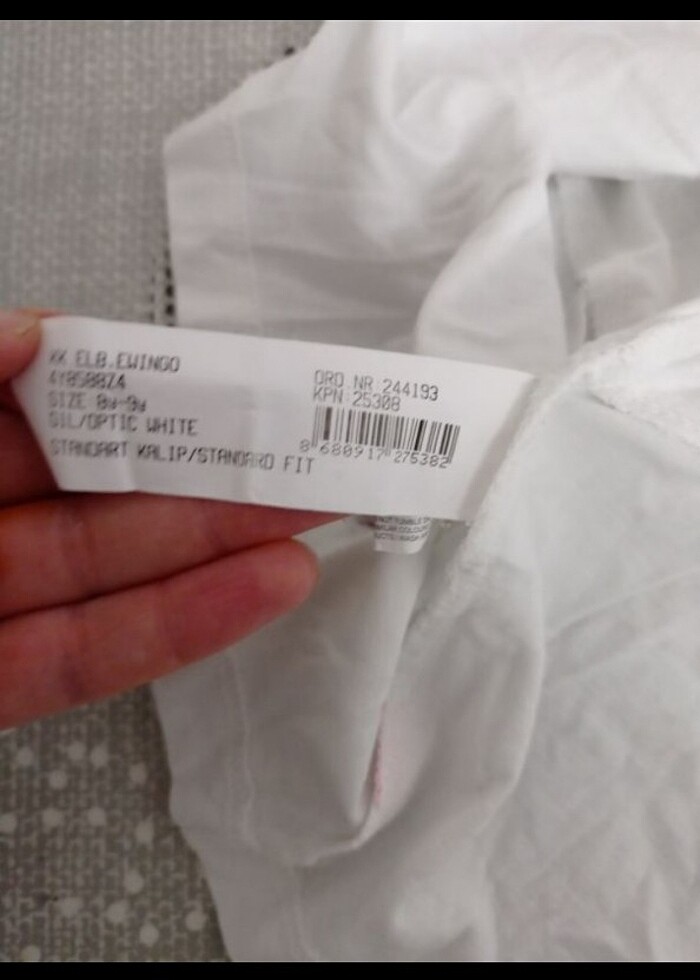 KK ELB.EWINGO
4Y8588Z4
SIZE 8y-9y
SIL/OPTIC WHITE
STANDART KALIP/STANDARD FIT
ORD.NR:244193
KPN:25308
8 680917 275382